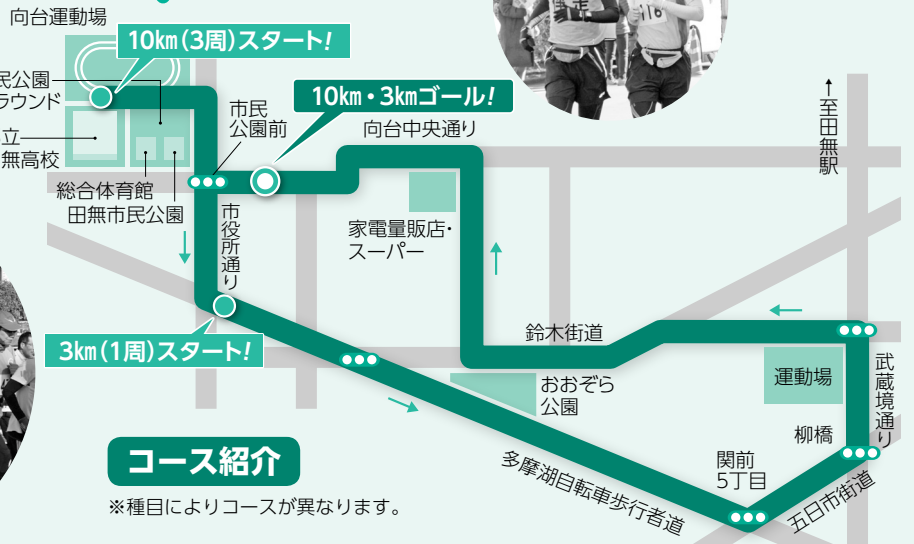 向台運動場
10km(3周)スタート!
民公園
ラウンド
立
無高校
総合体育館
田無市民公園
市民
公園前
10km・3kmゴール!
向台中央通り
↑至田無駅
116
市役所通り
家電量販店・
スーパー
3km(1周)スタート!
鈴木街道
おおぞら
公園
運動場
武蔵境通り
柳橋
関前
5丁目
五日市街道
多摩湖自転車歩行者道
コース紹介
※種目によりコースが異なります。